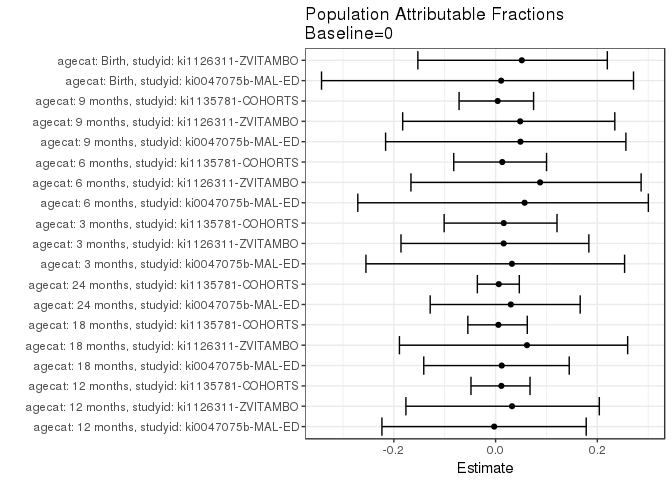 Population Attributable Fractions
Baseline=0
agecat: Birth, studyid: ki1126311-ZVITAMBO
agecat: Birth, studyid: ki0047075b-MAL-ED
agecat: 9 months, studyid: ki1135781-COHORTS
agecat: 9 months, studyid: ki1126311-ZVITAMBO
agecat: 9 months, studyid: ki0047075b-MAL-ED
agecat: 6 months, studyid: ki1135781-COHORTS
agecat: 6 months, studyid: ki1126311-ZVITAMBO
agecat: 6 months, studyid: ki0047075b-MAL-ED
agecat: 3 months, studyid: ki1135781-COHORTS
agecat: 3 months, studyid: ki1126311-ZVITAMBO
agecat: 3 months, studyid: ki0047075b-MAL-ED
agecat: 24 months, studyid: ki1135781-COHORTS
agecat: 24 months, studyid: ki0047075b-MAL-ED
agecat: 18 months, studyid: ki1135781-COHORTS
agecat: 18 months, studyid: ki1126311-ZVITAMBO
agecat: 18 months, studyid: ki0047075b-MAL-ED
agecat: 12 months, studyid: ki1135781-COHORTS
agecat: 12 months, studyid: ki1126311-ZVITAMBO
agecat: 12 months, studyid: ki0047075b-MAL-ED
-0.2 0.0 0.2
Estimate